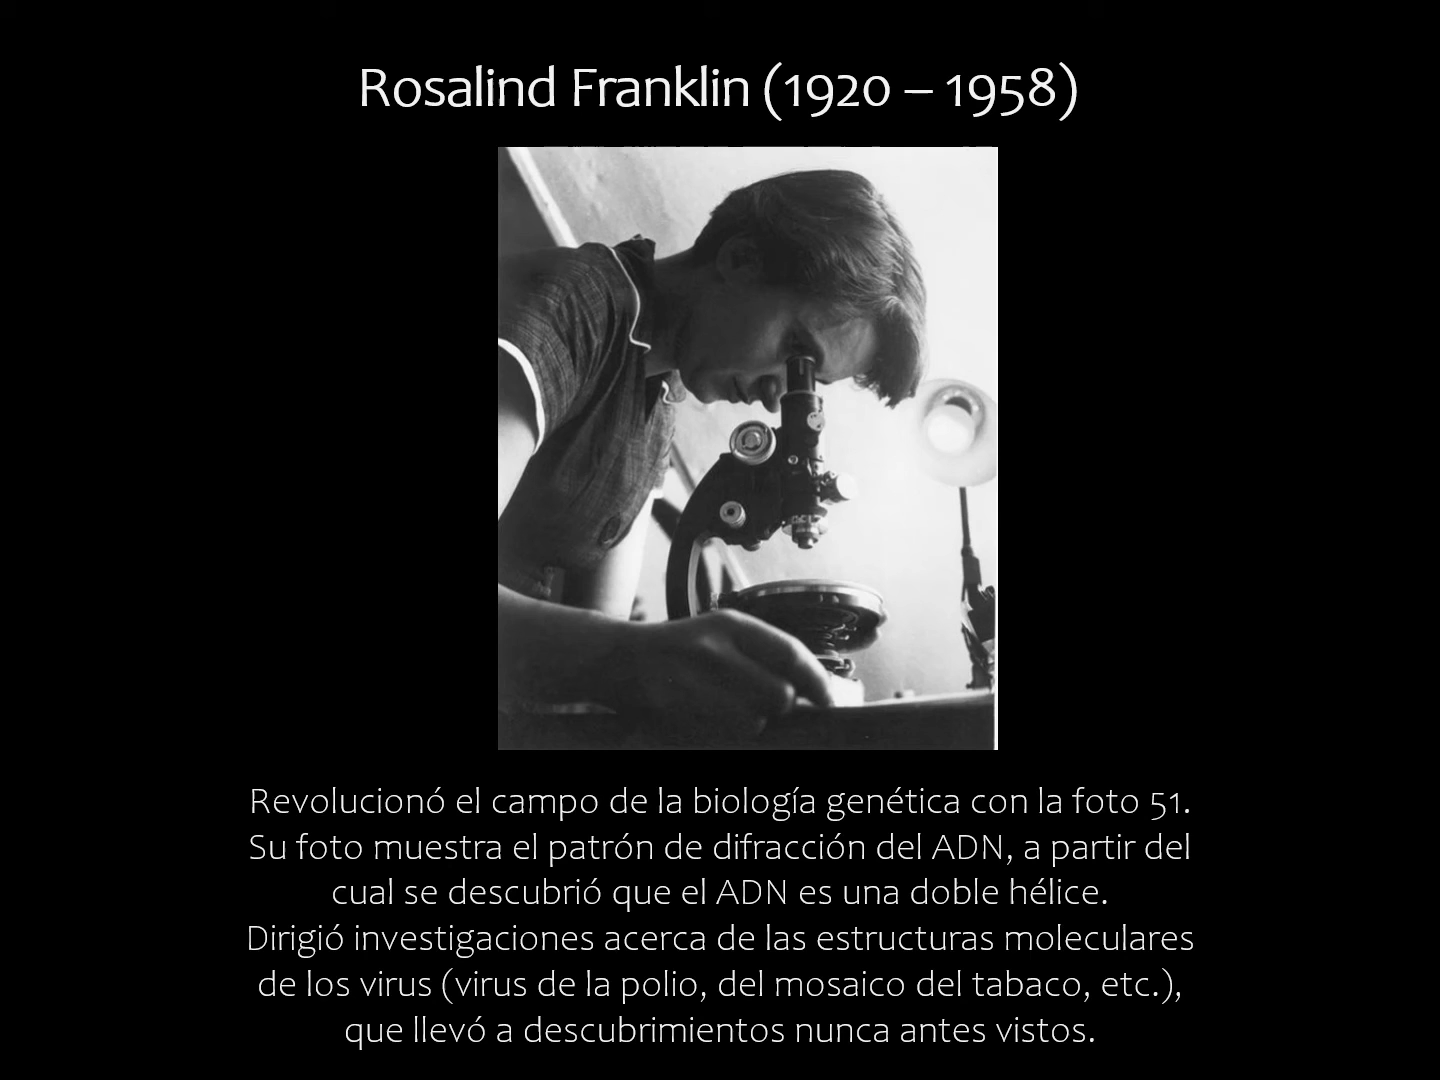 Rosalind Franklin (1920 – 1958)
Revolucionó el campo de la biología genética con la foto 51.
Su foto muestra el patrón de difracción del ADN, a partir del
cual se descubrió que el ADN es una doble hélice.
Dirigió investigaciones acerca de las estructuras moleculares
de los virus (virus de la polio, del mosaico del tabaco, etc.),
que llevó a descubrimientos nunca antes vistos.